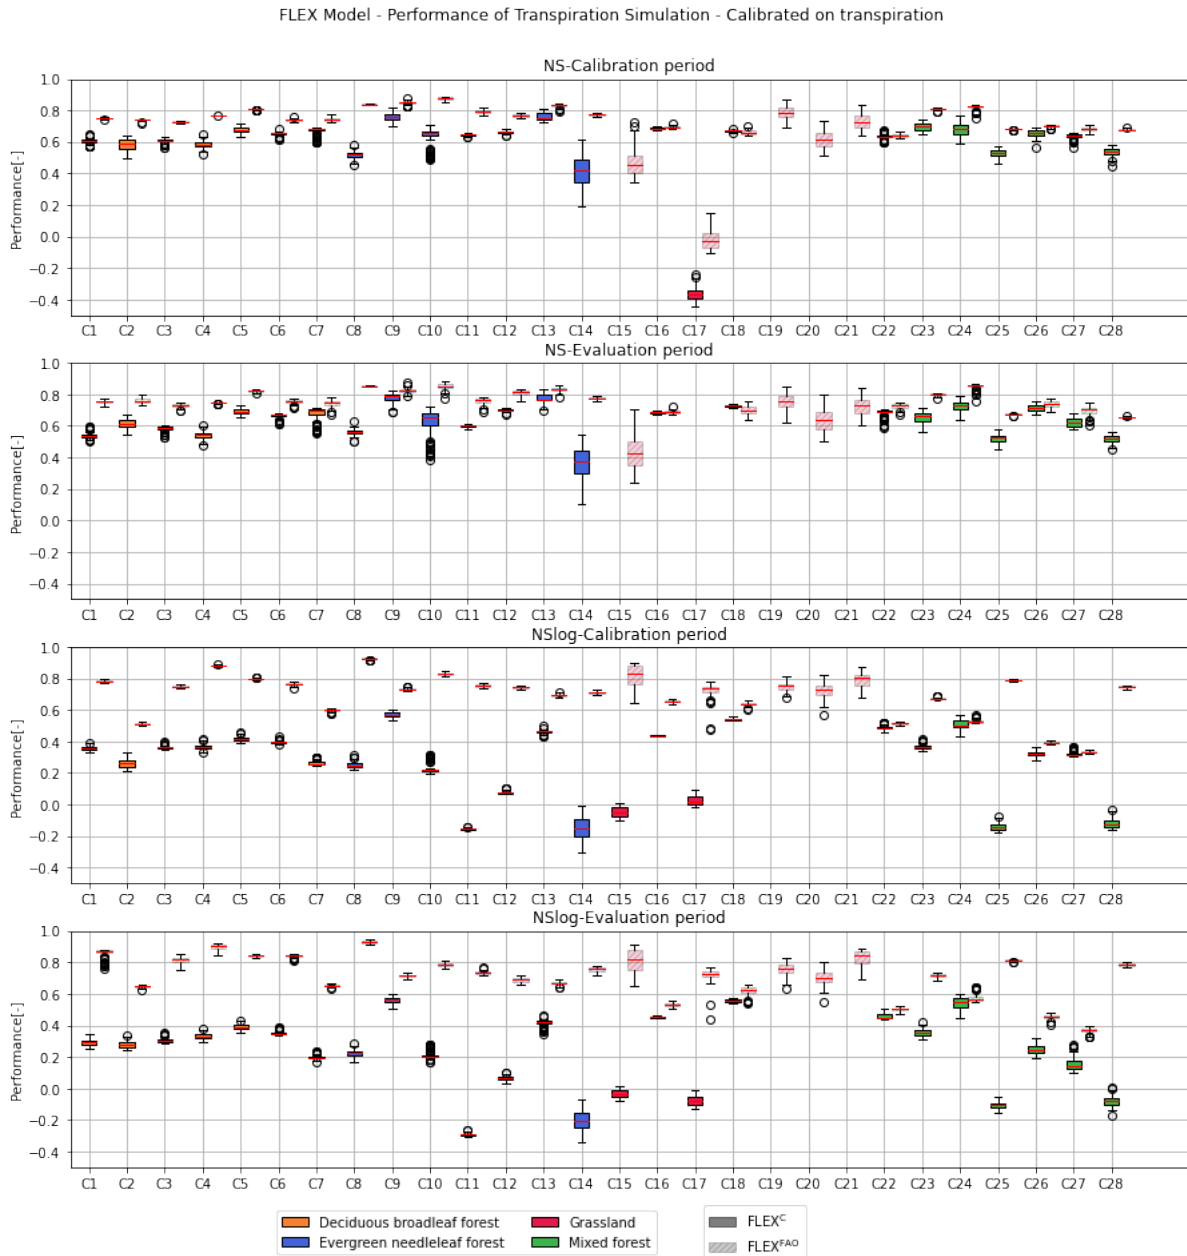 FLEX Model - Performance of Transpiration Simulation - Calibrated on transpiration
NS-Calibration period
1.0
0.8
0.6
0.4
0.2
0.0
−0.2
−0.4
Performance[-]
C1 C2 C3 C4 C5 C6 C7 C8 C9 C10 C11 C12 C13 C14 C15 C16 C17 C18 C19 C20 C21 C22 C23 C24 C25 C26 C27 C28
NS-Evaluation period
1.0
0.8
0.6
0.4
0.2
0.0
−0.2
−0.4
Performance[-]
C1 C2 C3 C4 C5 C6 C7 C8 C9 C10 C11 C12 C13 C14 C15 C16 C17 C18 C19 C20 C21 C22 C23 C24 C25 C26 C27 C28
NSlog-Calibration period
1.0
0.8
0.6
0.4
0.2
0.0
−0.2
−0.4
Performance[-]
C1 C2 C3 C4 C5 C6 C7 C8 C9 C10 C11 C12 C13 C14 C15 C16 C17 C18 C19 C20 C21 C22 C23 C24 C25 C26 C27 C28
NSlog-Evaluation period
1.0
0.8
0.6
0.4
0.2
0.0
−0.2
−0.4
Performance[-]
C1 C2 C3 C4 C5 C6 C7 C8 C9 C10 C11 C12 C13 C14 C15 C16 C17 C18 C19 C20 C21 C22 C23 C24 C25 C26 C27 C28
Deciduous broadleaf forest
Evergreen needleleaf forest
Grassland
Mixed forest
FLEX^C
FLEX^FAO